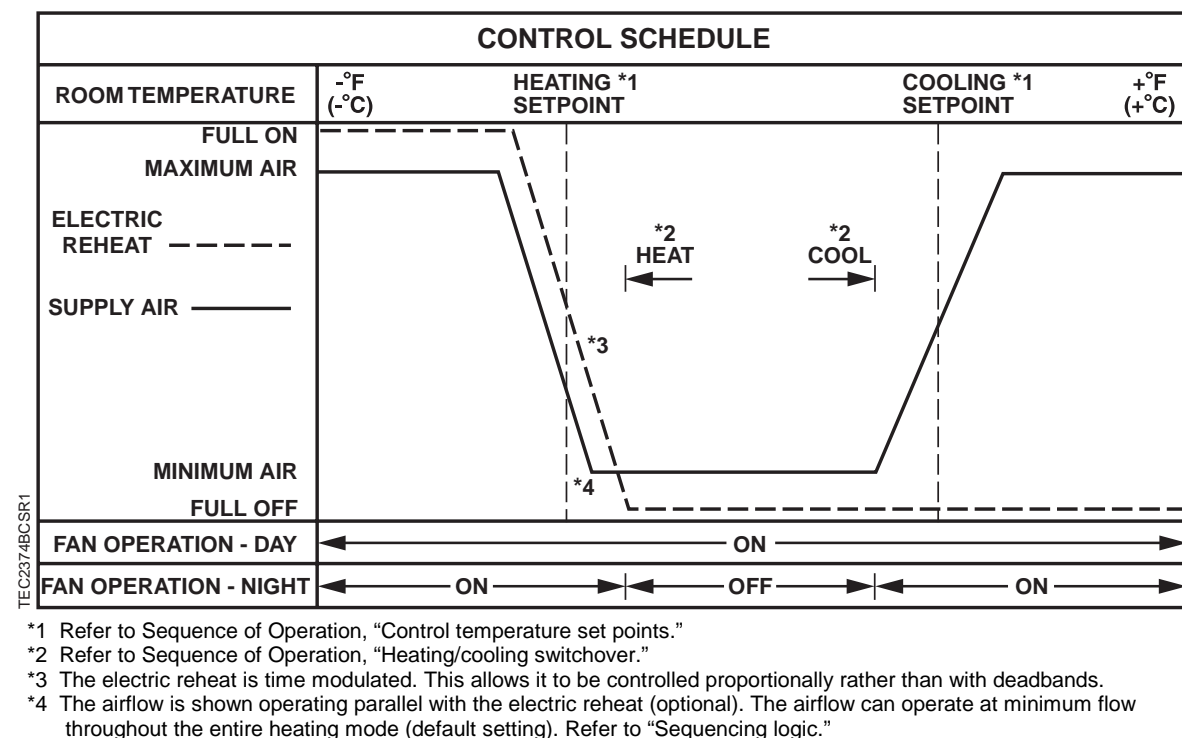 CONTROL SCHEDULE
ROOM TEMPERATURE
-°F
(-°C)
HEATING *1
SETPOINT
COOLING *1
SETPOINT
+°F
(+°C)
FULL ON
MAXIMUM AIR
ELECTRIC
REHEAT
SUPPLY AIR
*2
HEAT
*2
COOL
*3
MINIMUM AIR
*4
FULL OFF
TEC2374BCSR1
FAN OPERATION - DAY
ON
FAN OPERATION - NIGHT
ON
OFF
ON
*1 Refer to Sequence of Operation, “Control temperature set points.”
*2 Refer to Sequence of Operation, “Heating/cooling switchover.”
*3 The electric reheat is time modulated. This allows it to be controlled proportionally rather than with deadbands.
*4 The airflow is shown operating parallel with the electric reheat (optional). The airflow can operate at minimum flow
throughout the entire heating mode (default setting). Refer to “Sequencing logic.”